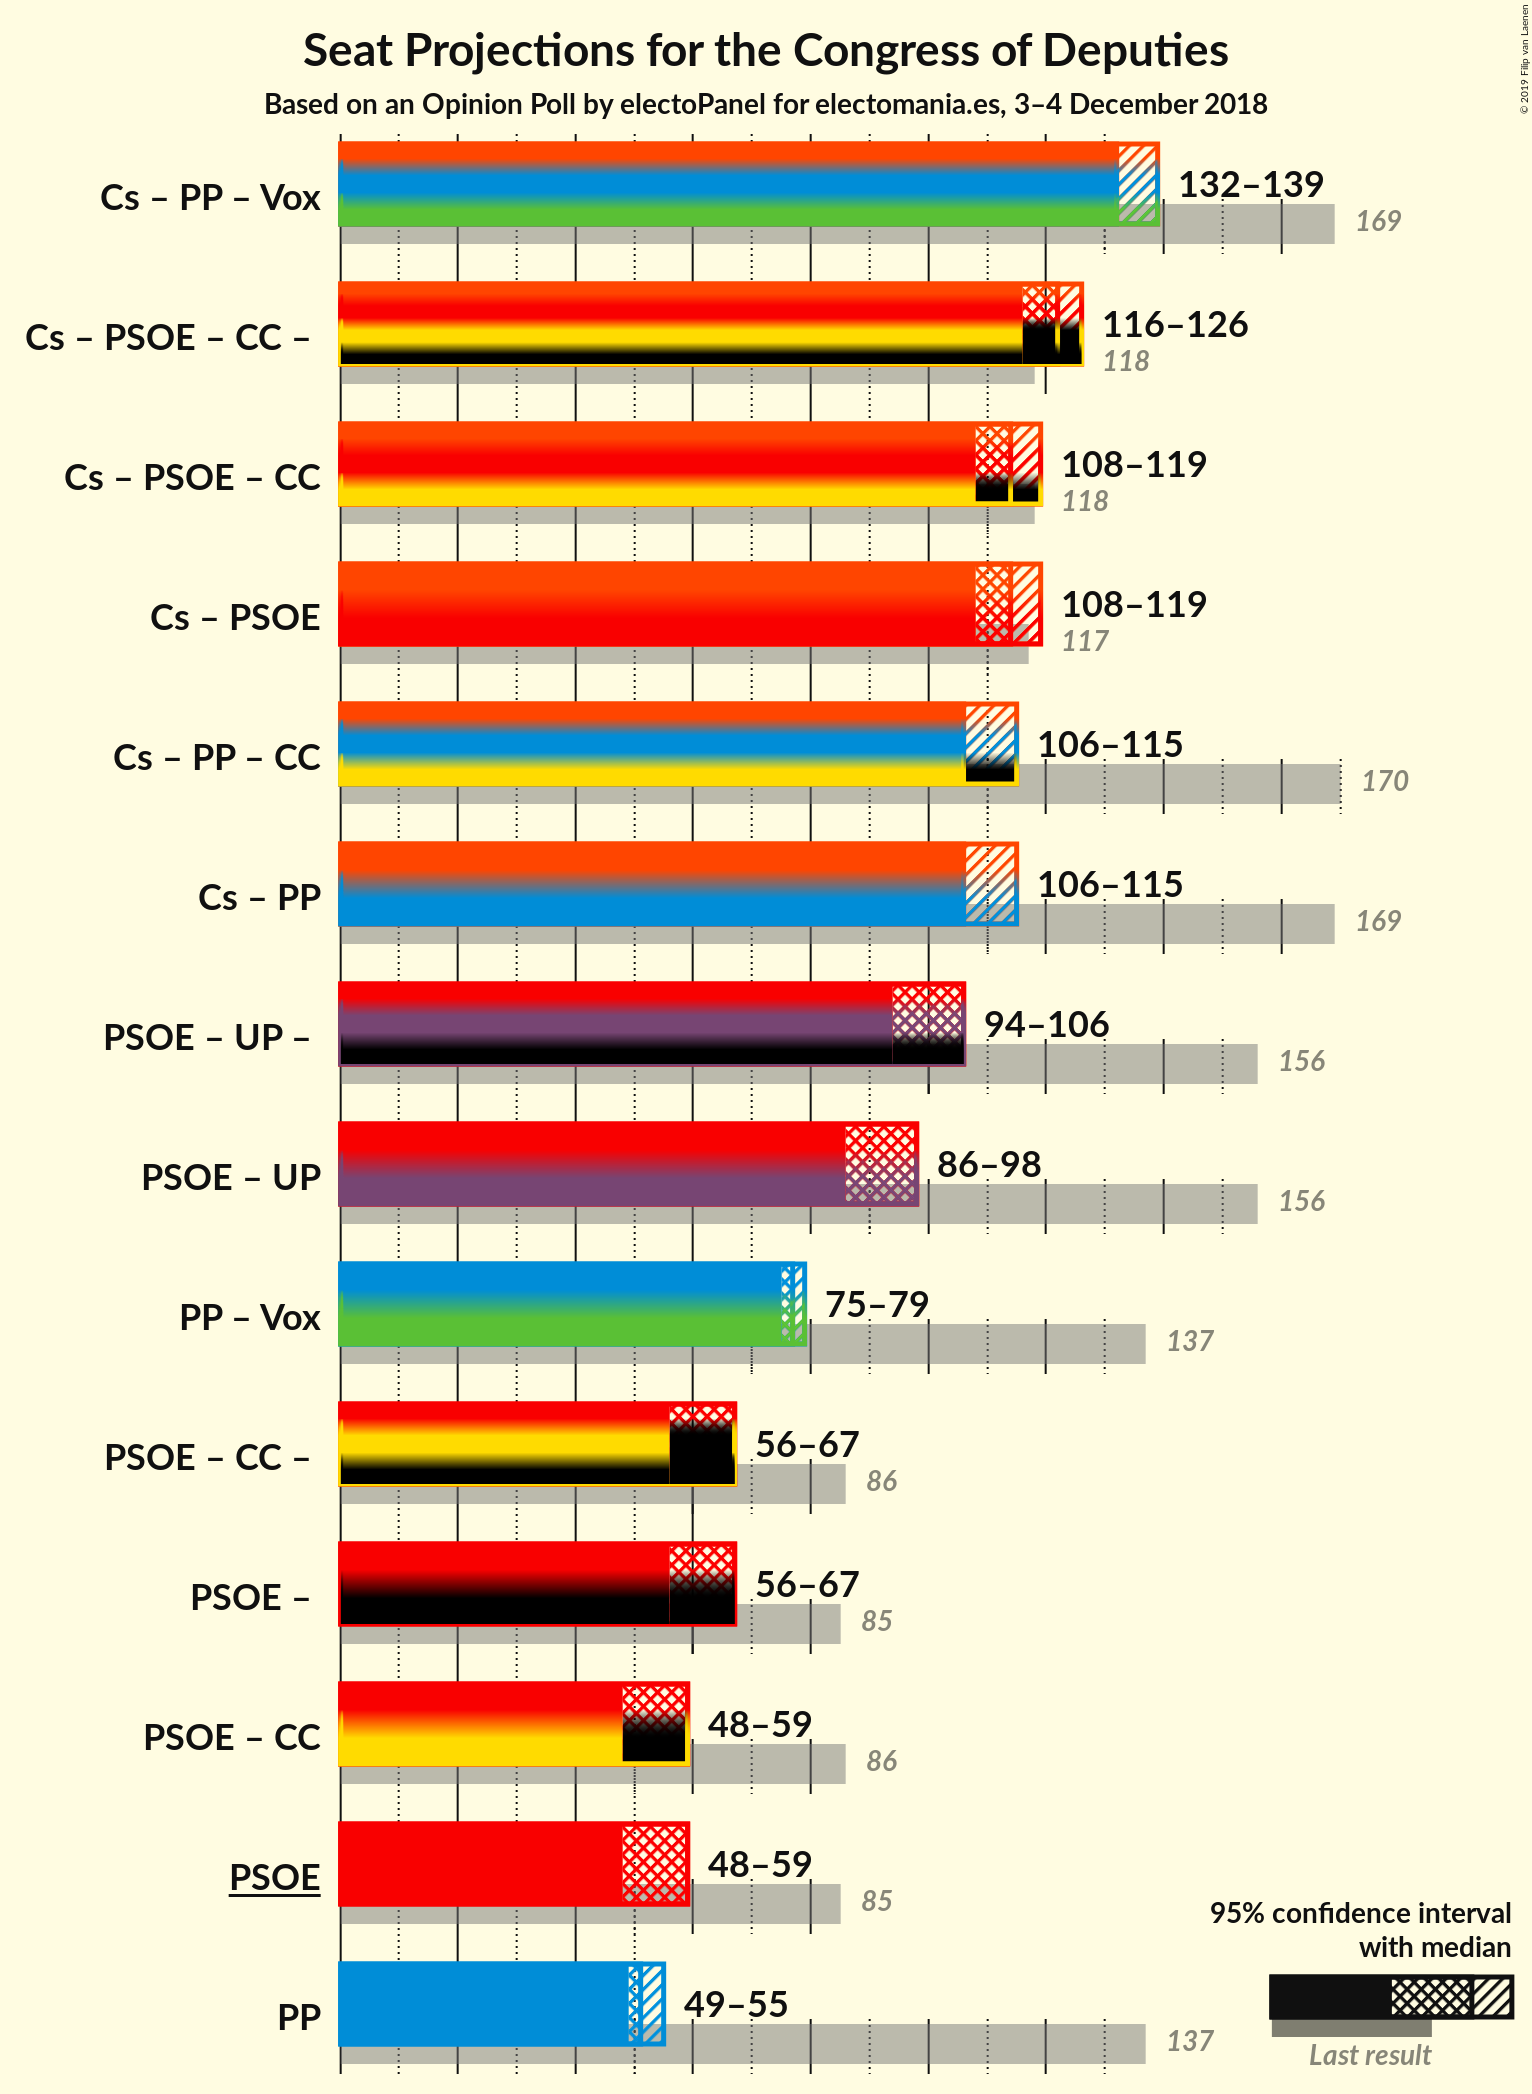 Seat Projections for the Congress of Deputies
Based on an Opinion Poll by electoPanel for electomania.es, 3–4 December 2018
© 2019 Filip van Laenen
Cs – PP – Vox
132–139
169
Cs – PSOE – CC –
116–126
118
Cs – PSOE – CC
108–119
118
Cs – PSOE
108–119
117
Cs – PP – CC
106–115
170
Cs – PP
106–115
169
PSOE – UP –
94–106
156
PSOE – UP
86–98
156
PP – Vox
75–79
137
PSOE – CC –
56–67
86
PSOE –
56–67
85
PSOE – CC
48–59
86
PSOE
48–59
85
PP
49–55
137
95% confidence interval
with median
Last result